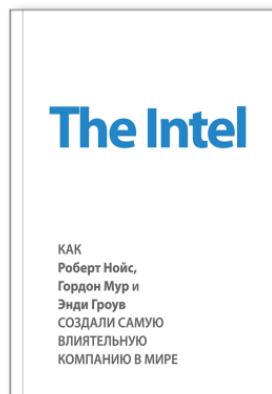 The Intel
КАК
Роберт Нойс,
Гордон Мур и
Энди Гроув
СОЗДАЛИ САМУЮ
ВЛИЯТЕЛЬНУЮ
КОМПАНИЮ В МИРЕ